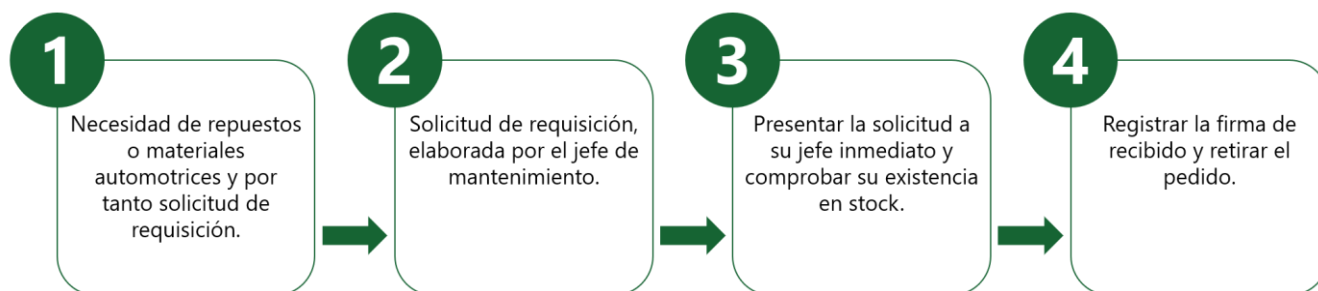 1
Necesidad de repuestos
o materiales
automotrices y por
tanto solicitud de
requisición.
2
Solicitud de requisición,
elaborada por el jefe de
mantenimiento.
3
Presentar la solicitud a
su jefe inmediato y
comprobar su existencia
en stock.
4
Registrar la firma de
recibido y retirar el
pedido.